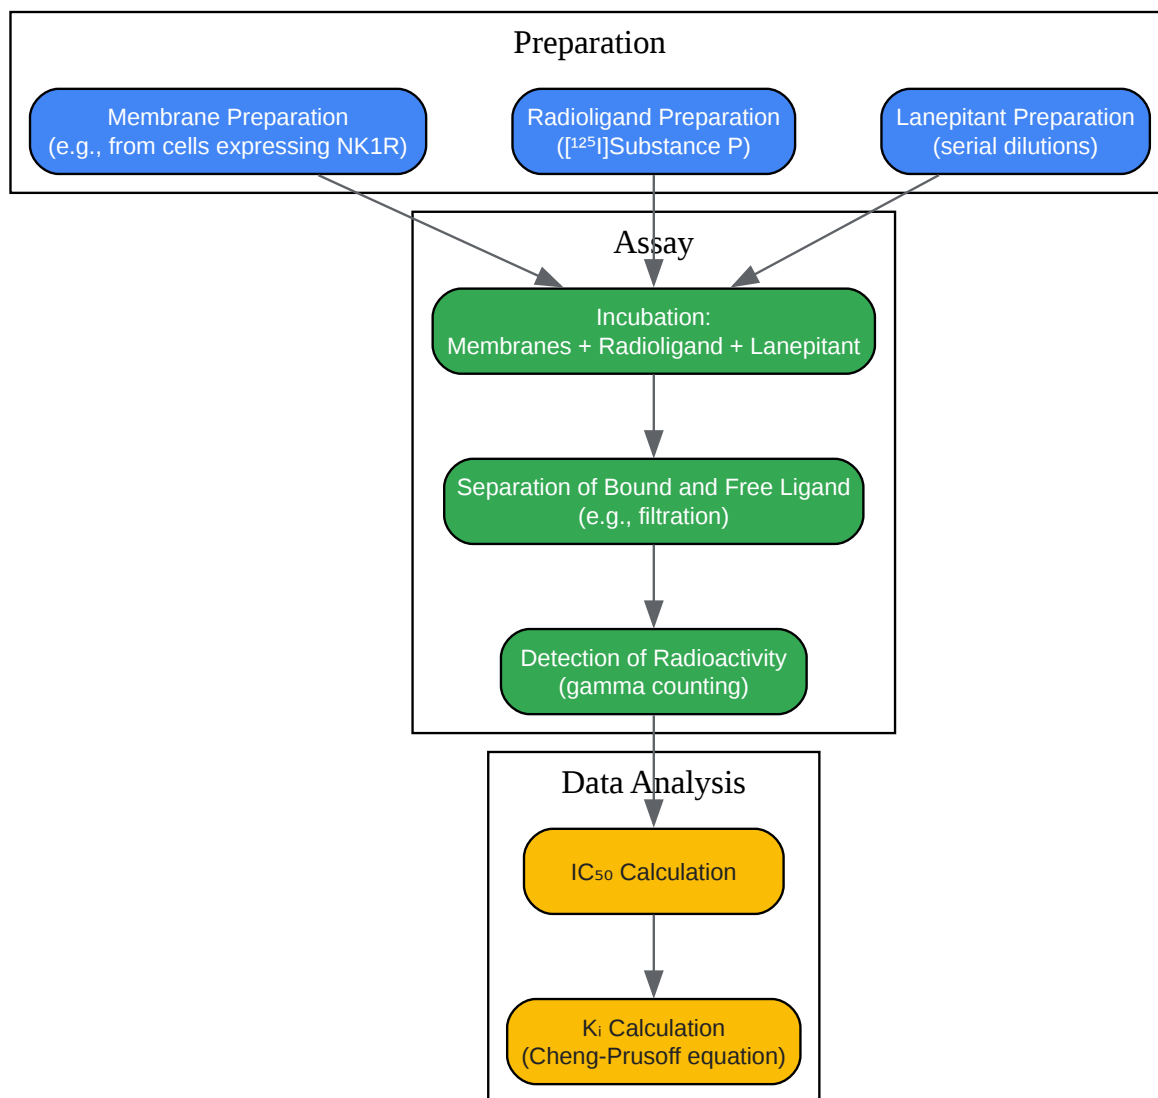 Preparation
Membrane Preparation
(e.g., from cells expressing NK1R)
Radioligand Preparation
([¹²⁵I]Substance P)
Lanepitant Preparation
(serial dilutions)
Assay
Incubation:
Membranes + Radioligand + Lanepitant
Separation of Bound and Free Ligand
(e.g., filtration)
Detection of Radioactivity
(gamma counting)
Data Analysis
IC₅₀ Calculation
Kᵢ Calculation
(Cheng-Prusoff equation)